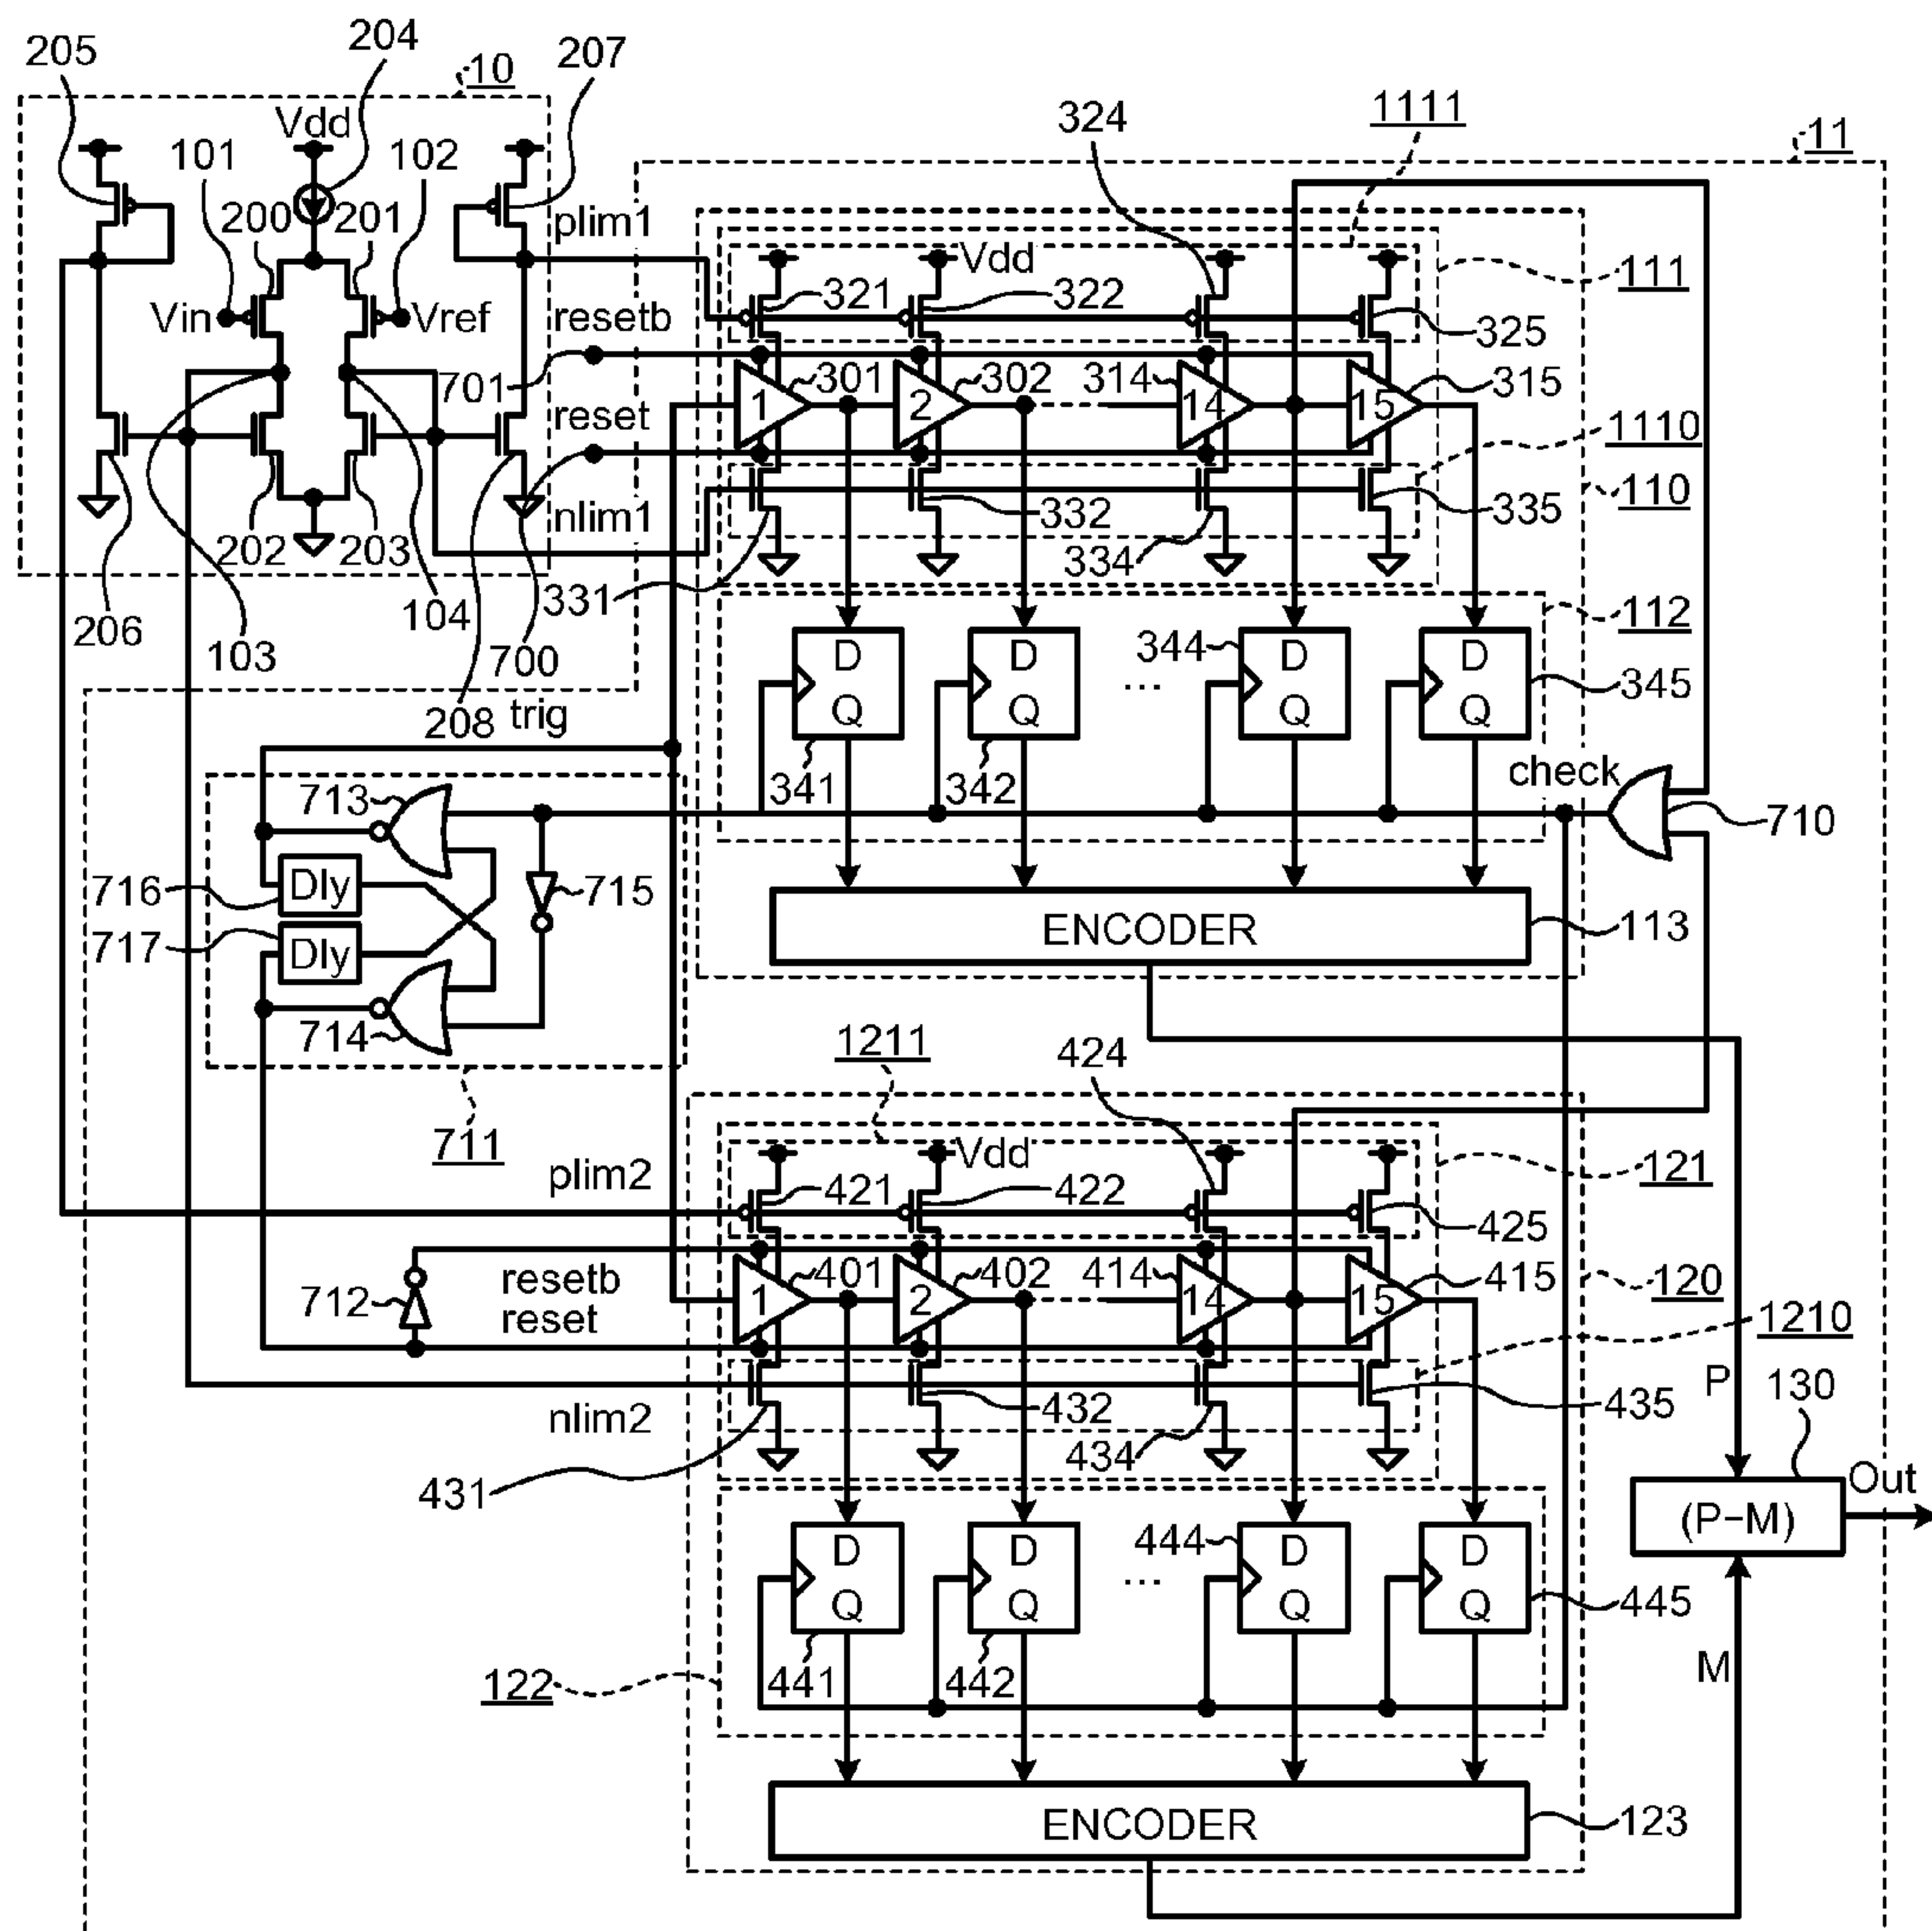 205
204
207
10
Vdd
101
102
200
201
Vin
Vref
plim1
resetb
701
reset
nlim1
202
203
206
103
104
208
700
331
324
1111
11
Vdd
321
322
325
111
301
302
314
315
1
2
14
15
1110
110
332
334
335
112
D
Q
D
Q
344
D
Q
D
Q
345
...
341
342
trig
check
710
713
716
Dly
715
717
Dly
714
711
ENCODER
113
1211
424
plim2
Vdd
421
422
425
121
401
402
414
415
1
2
14
15
712
resetb
reset
120
1210
nlim2
431
432
434
435
P
130
Out
(P-M)
D
Q
D
Q
444
D
Q
D
Q
445
...
441
442
122
M
ENCODER
123